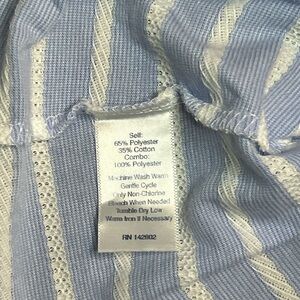 Self:
65% Polyester
35% Cotton
Combo:
100% Polyester
Machine Wash Warm
Gentle Cycle
Only Non-Chlorine
Bleach When Needed
Tumble Dry Low
Warm Iron If Necessary
RN 142802